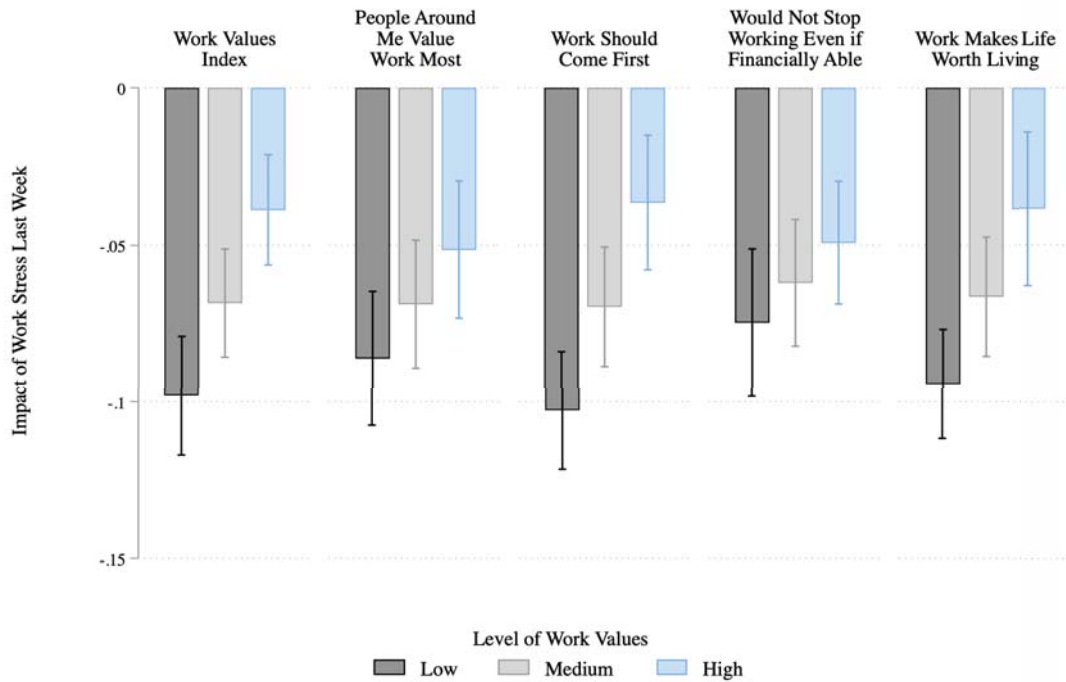 Work Values
Index
People Around
Me Value
Work Most
Work Should
Come First
Would Not Stop
Working Even if
Financially Able
Work Makes Life
Worth Living
Impact of Work Stress Last Week
0
-.05
-.1
-.15
Level of Work Values
Low
Medium
High